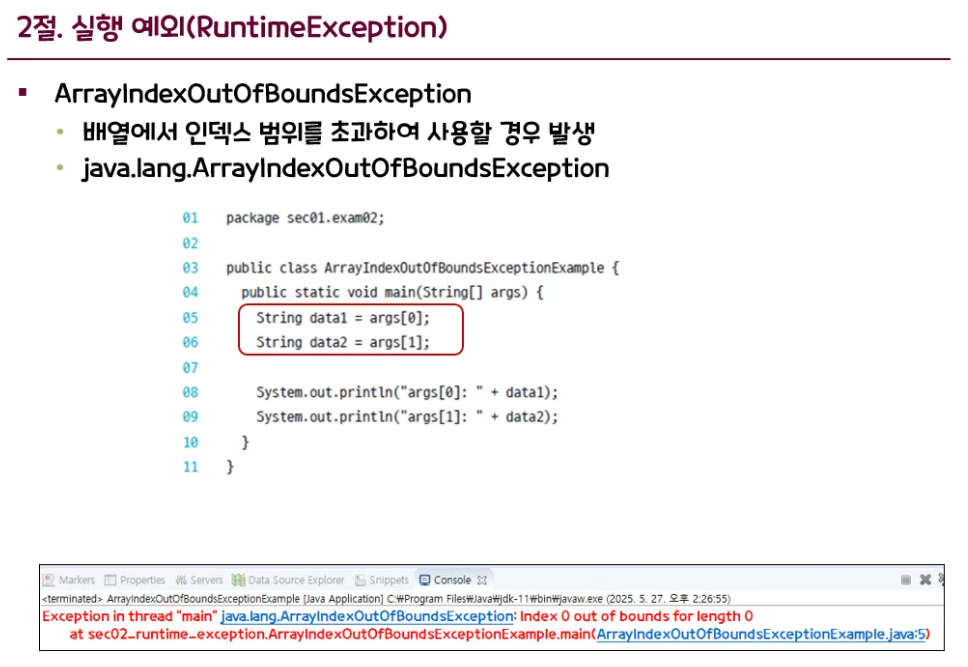 2절. 실행 예외(RuntimeException)
▪ ArrayIndexOutOfBoundsException
• 배열에서 인덱스 범위를 초과하여 사용할 경우 발생
• java.lang.ArrayIndexOutOfBoundsException
01 package sec01.exam02;
02
03 public class ArrayIndexOutOfBoundsExceptionExample {
04 public static void main(String[] args) {
05 String data1 = args[0];
06 String data2 = args[1];
07
08 System.out.println("args[0]: " + data1);
09 System.out.println("args[1]: " + data2);
10 }
11 }
Markers Properties Servers Data Source Explorer Snippets Console
<terminated> ArrayIndexOutOfBoundsExceptionExample [Java Application] C:₩Program Files₩Java₩jdk-11₩bin₩javaw.exe (2025. 5. 27. 오후 2:26:55)
Exception in thread "main" java.lang.ArrayIndexOutOfBoundsException: Index 0 out of bounds for length 0
at sec02_runtime_exception.ArrayIndexOutOfBoundsExceptionExample.main(ArrayIndexOutOfBoundsExceptionExample.java:5)